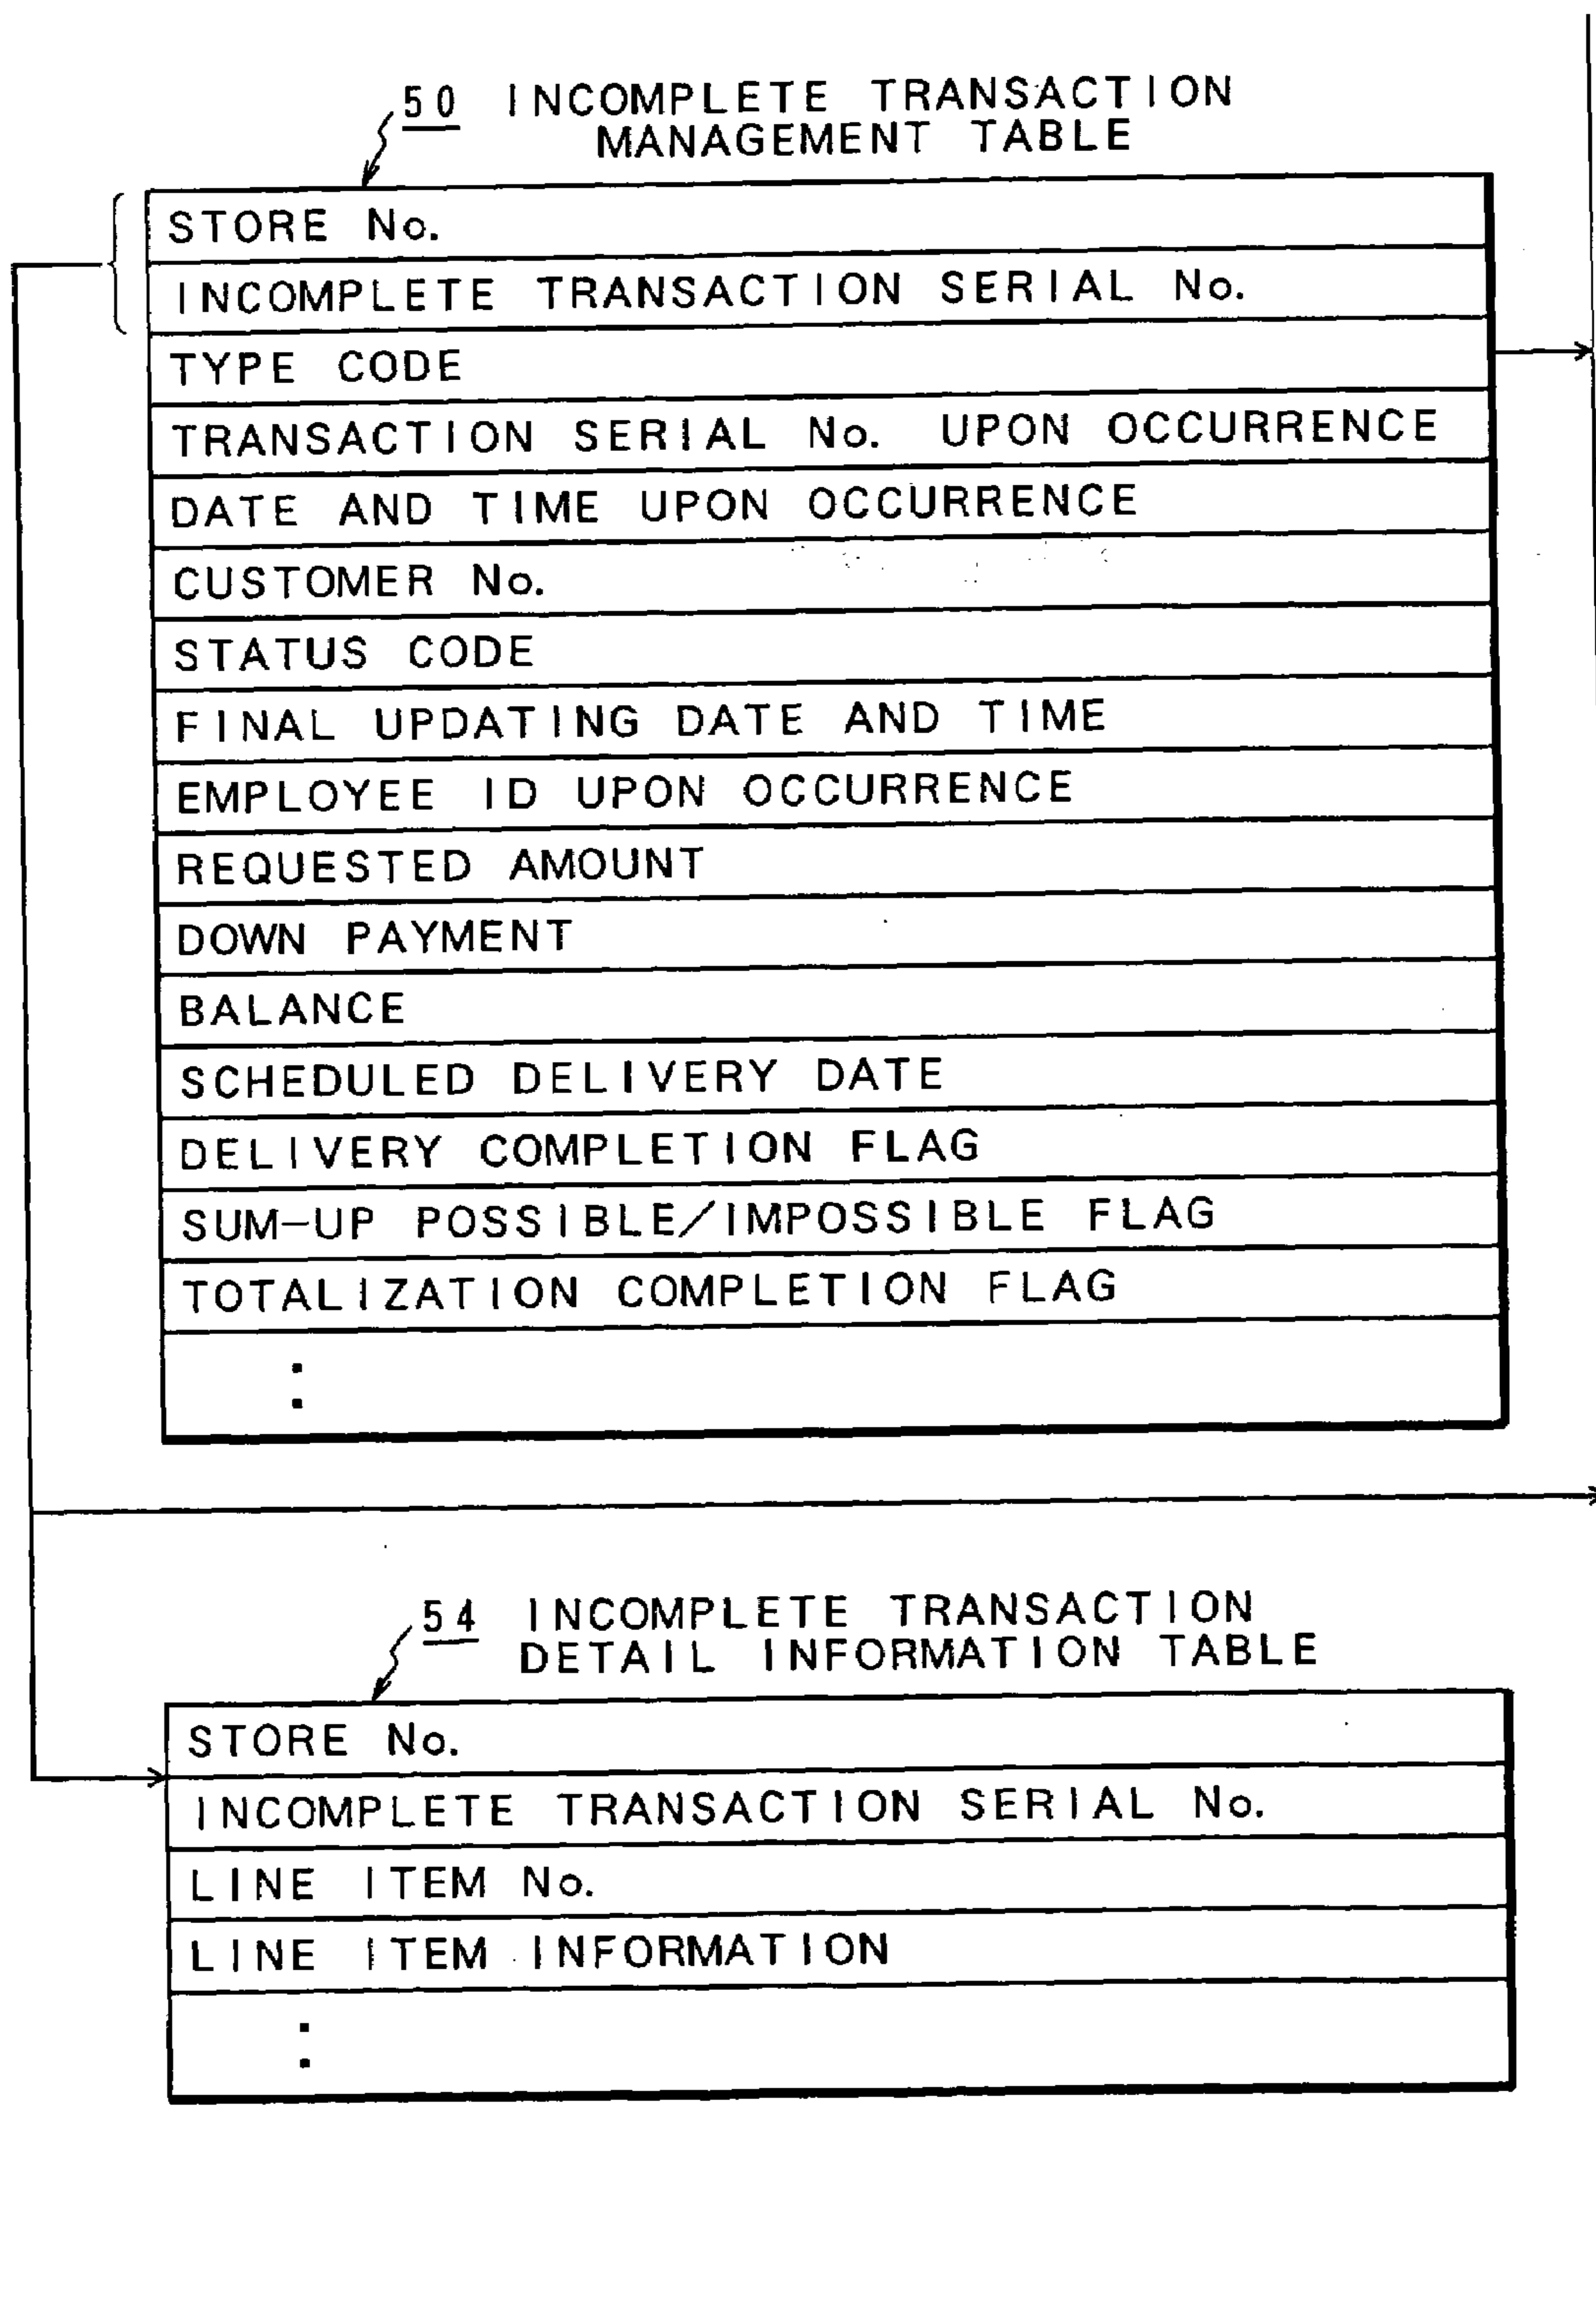 50 INCOMPLETE TRANSACTION
MANAGEMENT TABLE
STORE No.
INCOMPLETE TRANSACTION SERIAL No.
TYPE CODE
TRANSACTION SERIAL No. UPON OCCURRENCE
DATE AND TIME UPON OCCURRENCE
CUSTOMER No.
STATUS CODE
FINAL UPDATING DATE AND TIME
EMPLOYEE ID UPON OCCURRENCE
REQUESTED AMOUNT
DOWN PAYMENT
BALANCE
SCHEDULED DELIVERY DATE
DELIVERY COMPLETION FLAG
SUM-UP POSSIBLE/IMPOSSIBLE FLAG
TOTALIZATION COMPLETION FLAG
:
54 INCOMPLETE TRANSACTION
DETAIL INFORMATION TABLE
STORE No.
INCOMPLETE TRANSACTION SERIAL No.
LINE ITEM No.
LINE ITEM INFORMATION
: